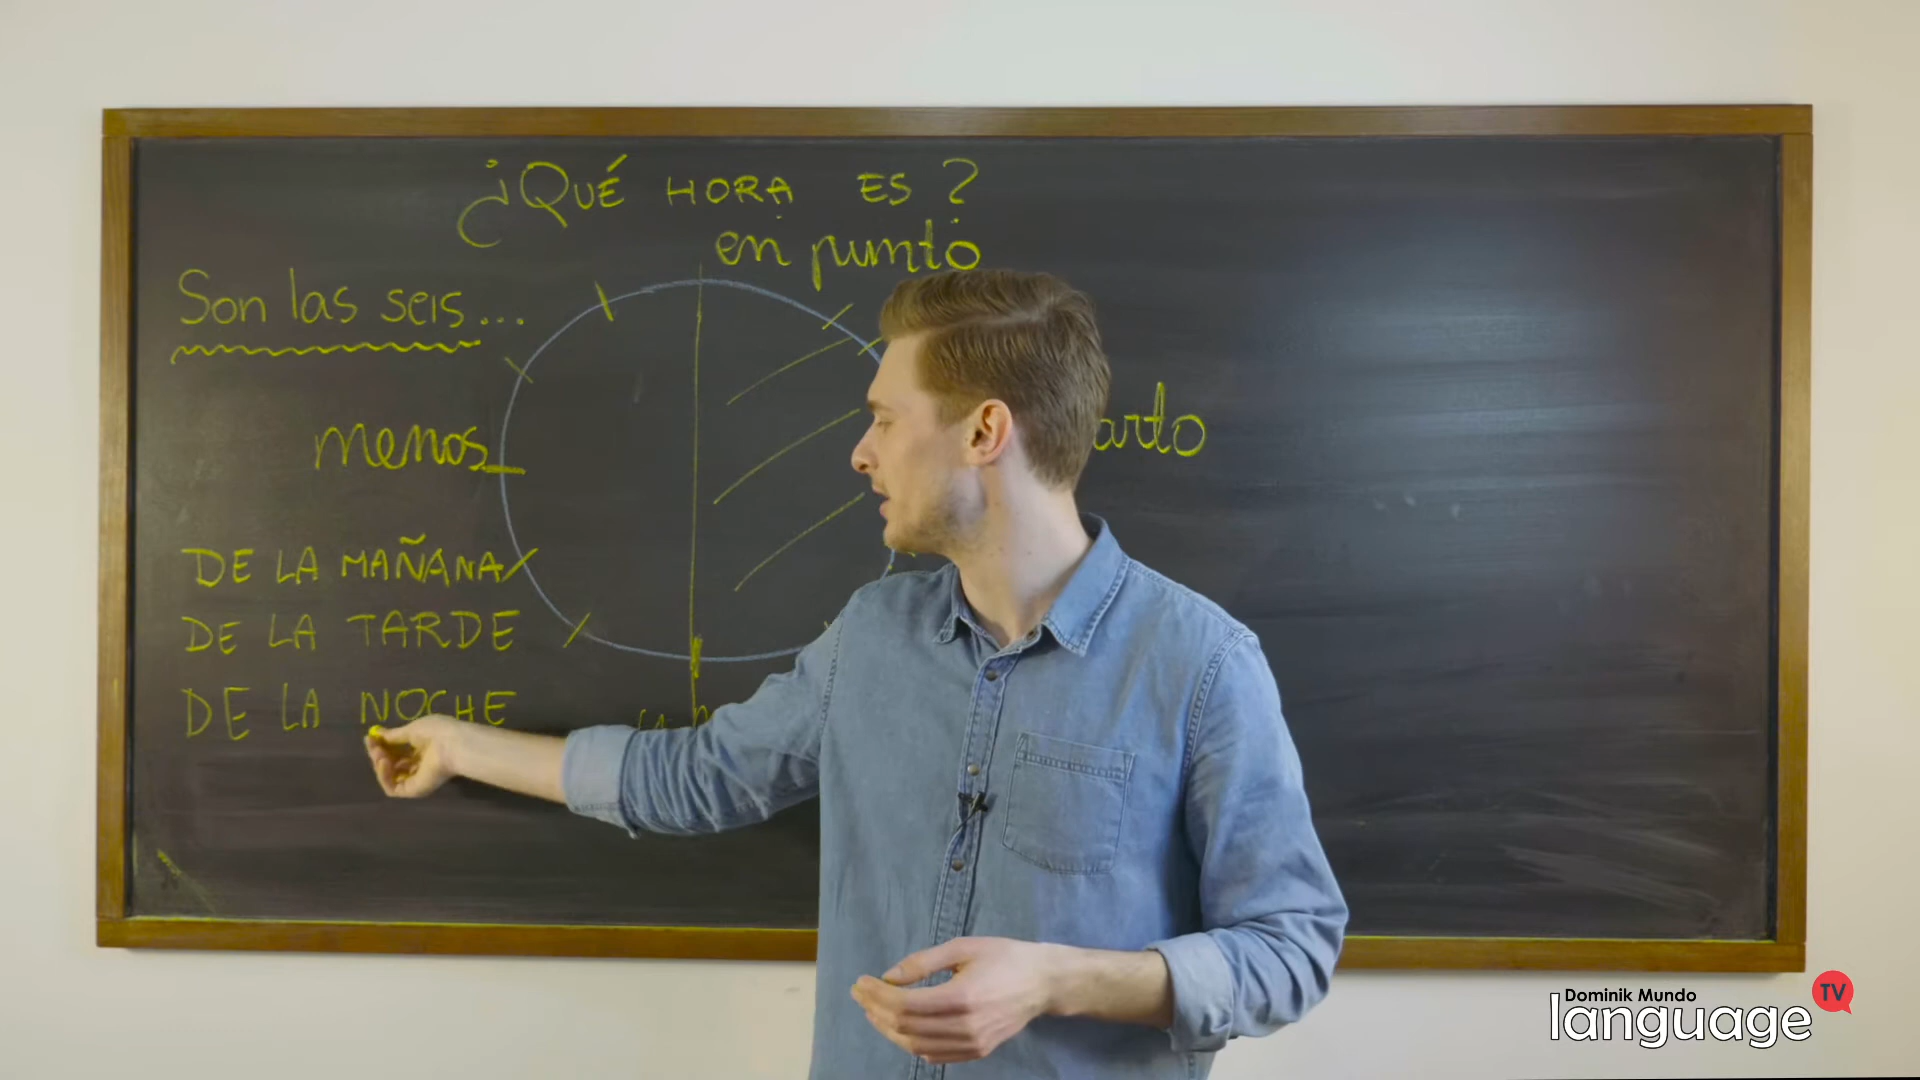 ¿QUÉ HORA ES?
en punto
Son las seis...
menos
DE LA MAÑANA
DE LA TARDE
DE LA NOCHE
Dominik Mundo
language TV